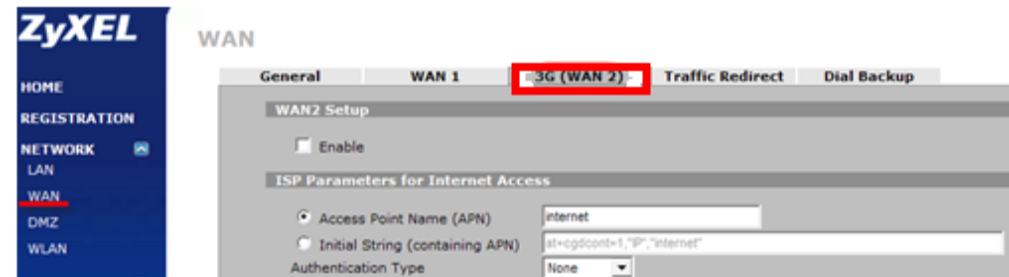 ZyXEL
WAN
General WAN 1 3G (WAN 2) Traffic Redirect Dial Backup
HOME
REGISTRATION
NETWORK
LAN
WAN
DMZ
WLAN
WAN2 Setup
Enable
ISP Parameters for Internet Access
Access Point Name (APN) internet
Initial String (containing APN) at+cgdcont=1,"IP","internet"
Authentication Type None